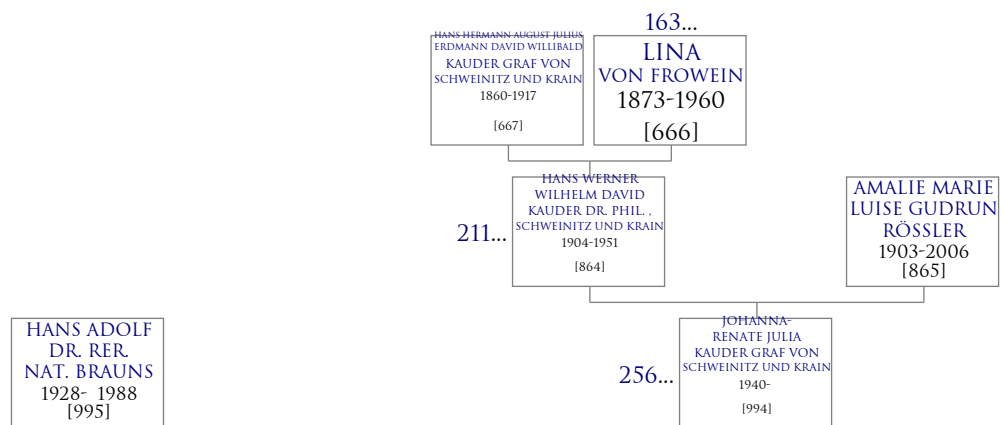 163...
HANS HERMANN AUGUST JULIUS
ERDMANN DAVID WILLIBALD
KAUDER GRAF VON
SCHWEINITZ UND KRAIN
1860-1917
[667]
LINA
VON FROWEIN
1873-1960
[666]
211...
HANS WERNER
WILHELM DAVID
KAUDER DR. PHIL. ,
SCHWEINITZ UND KRAIN
1904-1951
[864]
AMALIE MARIE
LUISE GUDRUN
RÖSSLER
1903-2006
[865]
HANS ADOLF
DR. RER.
NAT. BRAUNS
1928- 1988
[995]
256...
JOHANNA-
RENATE JULIA
KAUDER GRAF VON
SCHWEINITZ UND KRAIN
1940-
[994]